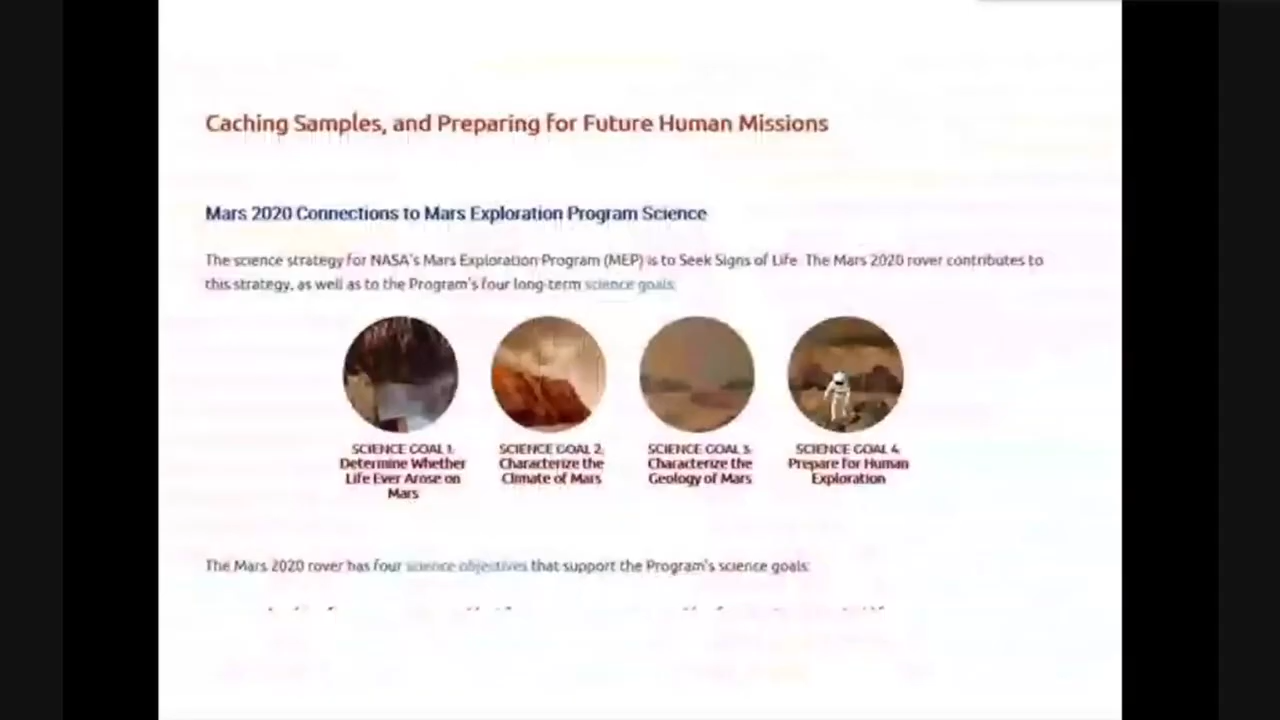 Caching Samples, and Preparing for Future Human Missions
Mars 2020 Connections to Mars Exploration Program Science
The science strategy for NASA's Mars Exploration Program (MEP) is to Seek Signs of Life. The Mars 2020 rover contributes to
this strategy, as well as to the Program's four long-term science goals:
SCIENCE GOAL 1:
Determine Whether
Life Ever Arose on
Mars
SCIENCE GOAL 2:
Characterize the
Climate of Mars
SCIENCE GOAL 3:
Characterize the
Geology of Mars
SCIENCE GOAL 4:
Prepare for Human
Exploration
The Mars 2020 rover has four science objectives that support the Program's science goals: